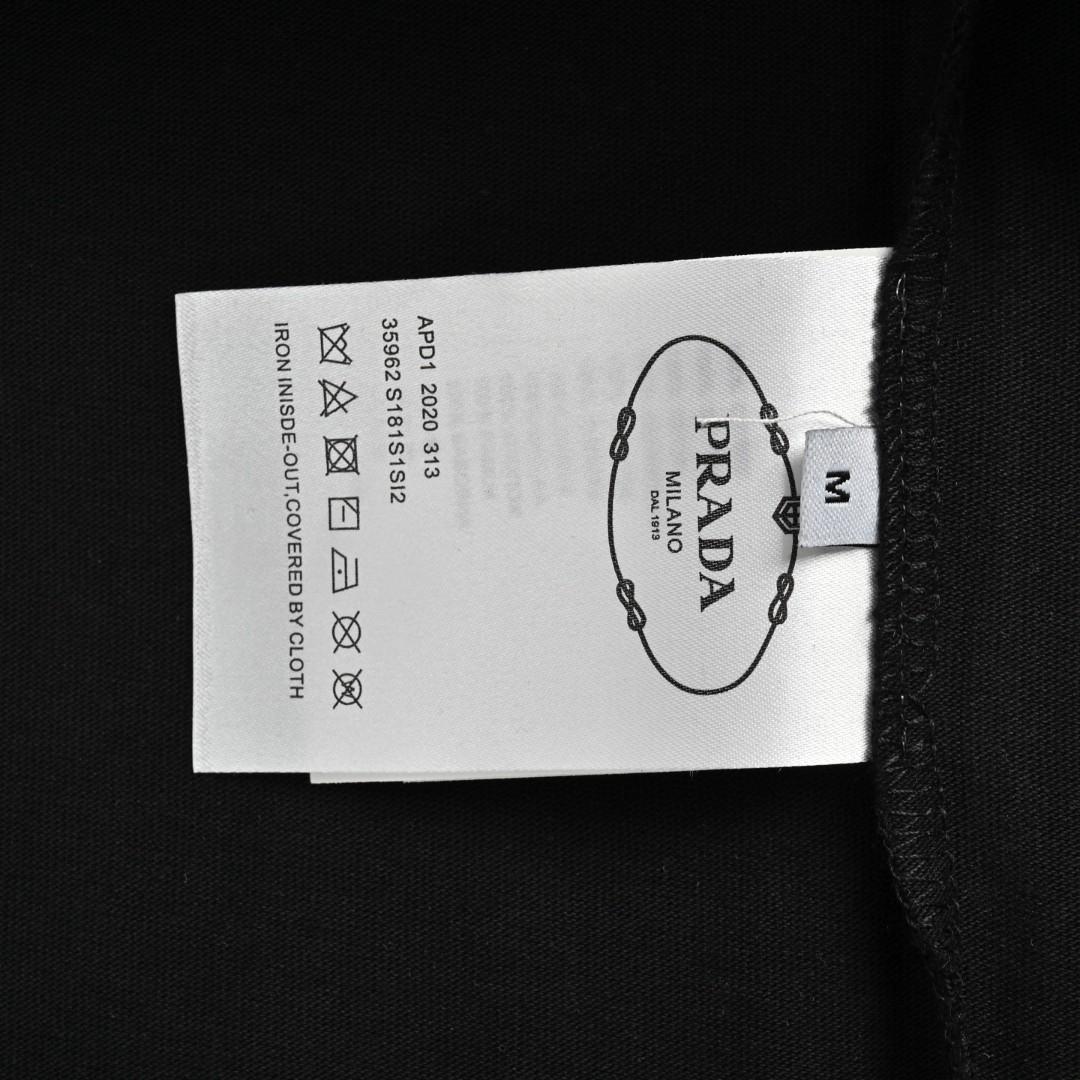 M
PRADA
MILANO
DAL 1913
APD1 2020 313
35962 S181S1SI2
IRON INISDE-OUT,COVERED BY CLOTH